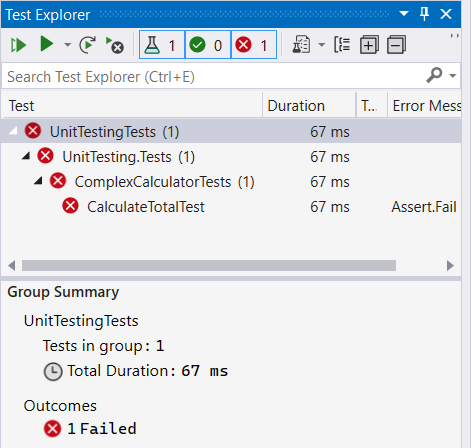 Test Explorer
1 0 1
Search Test Explorer (Ctrl+E)
Test Duration T... Error Mess
UnitTestingTests (1) 67 ms
UnitTesting.Tests (1) 67 ms
ComplexCalculatorTests (1) 67 ms
CalculateTotalTest 67 ms Assert.Fail
Group Summary
UnitTestingTests
Tests in group: 1
Total Duration: 67 ms
Outcomes
1 Failed